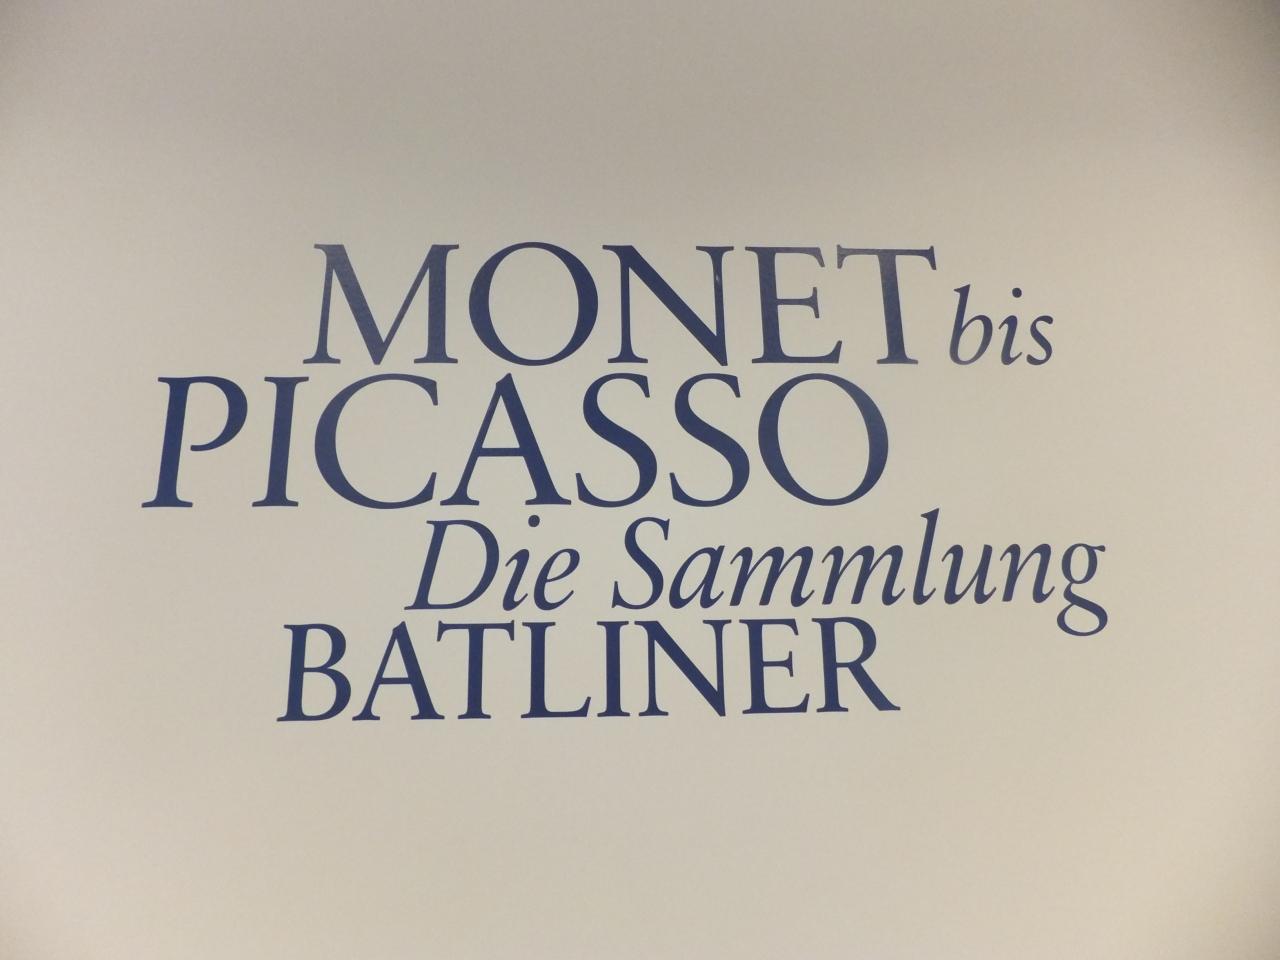 MONET bis
PICASSO
Die Sammlung
BATLINER